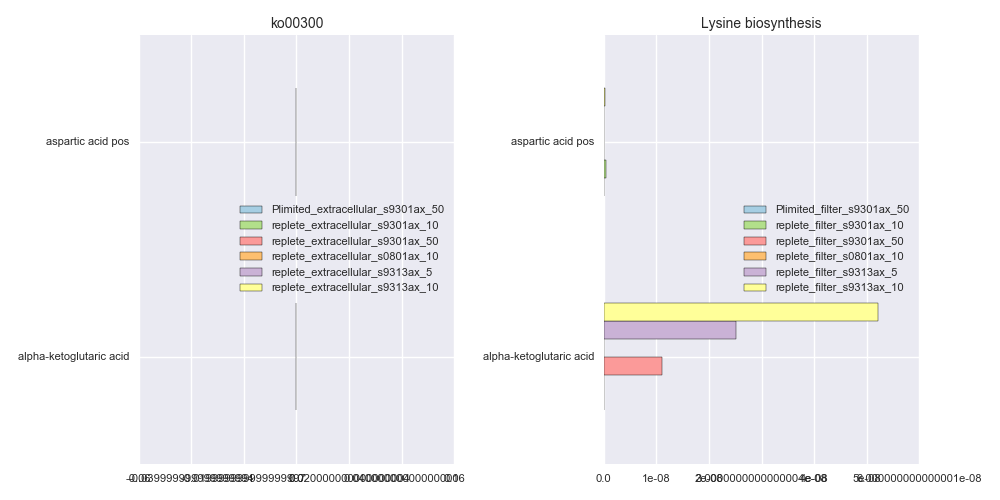 ko00300
aspartic acid pos
Plimited_extracellular_s9301ax_50
replete_extracellular_s9301ax_10
replete_extracellular_s9301ax_50
replete_extracellular_s0801ax_10
replete_extracellular_s9313ax_5
replete_extracellular_s9313ax_10
alpha-ketoglutaric acid
Lysine biosynthesis
aspartic acid pos
Plimited_filter_s9301ax_50
replete_filter_s9301ax_10
replete_filter_s9301ax_50
replete_filter_s0801ax_10
replete_filter_s9313ax_5
replete_filter_s9313ax_10
alpha-ketoglutaric acid
0.0 1e-08